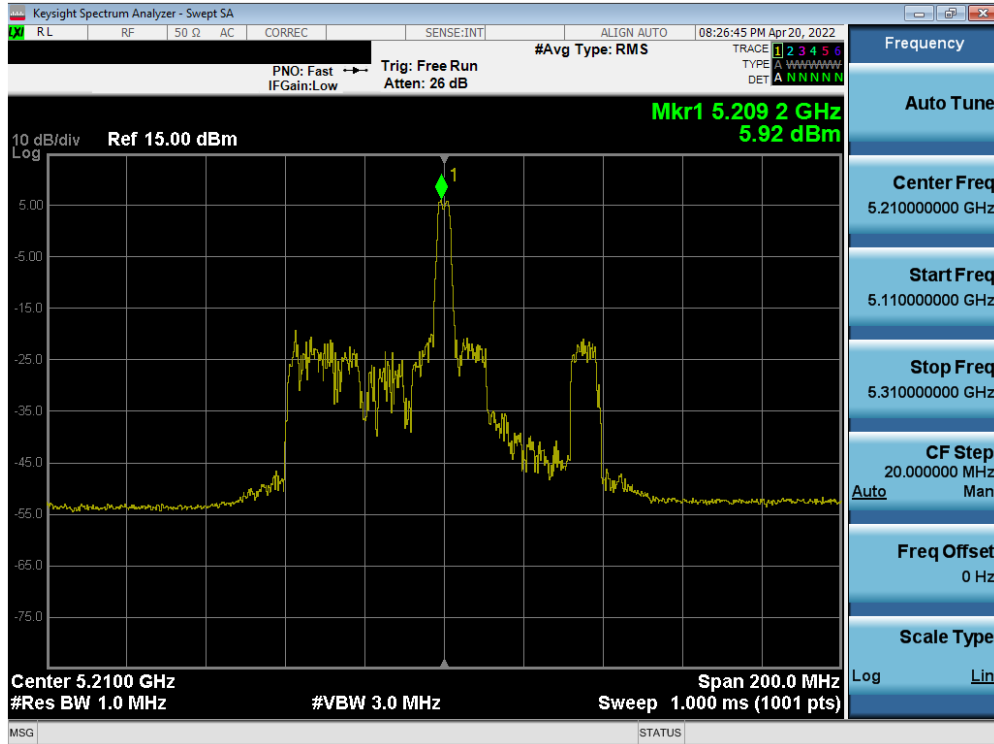 Keysight Spectrum Analyzer - Swept SA
LXI RL RF 50 Ω AC CORREC SENSE:INT ALIGN AUTO 08:26:45 PM Apr 20, 2022
PNO: Fast
IFGain:Low
Trig: Free Run
Atten: 26 dB
#Avg Type: RMS
TRACE 1 2 3 4 5 6
TYPE A WWWWW
DET A N N N N N
Mkr1 5.209 2 GHz
5.92 dBm
10 dB/div Ref 15.00 dBm
Log
1
5.00
-5.00
-15.0
-25.0
-35.0
-45.0
-55.0
-65.0
-75.0
Center 5.2100 GHz Span 200.0 MHz
#Res BW 1.0 MHz #VBW 3.0 MHz Sweep 1.000 ms (1001 pts)
MSG STATUS
Frequency
Auto Tune
Center Freq
5.210000000 GHz
Start Freq
5.110000000 GHz
Stop Freq
5.310000000 GHz
CF Step
20.000000 MHz
Auto Man
Freq Offset
0 Hz
Scale Type
Log Lin